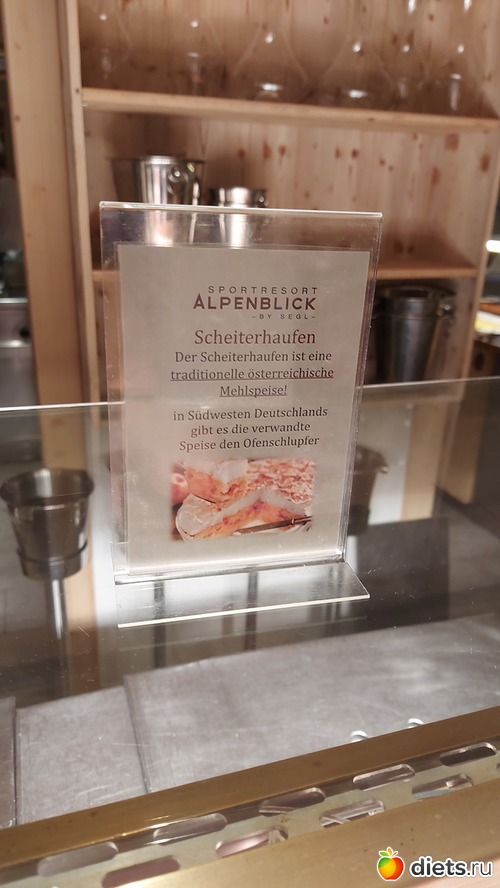 SPORTRESORT
ALPENBLICK
- BY SEGL -
Scheiterhaufen
Der Scheiterhaufen ist eine
traditionelle österreichische
Mehlspeise!
in Südwesten Deutschlands
gibt es die verwandte
Speise den Ofenschlupfer
diets.ru